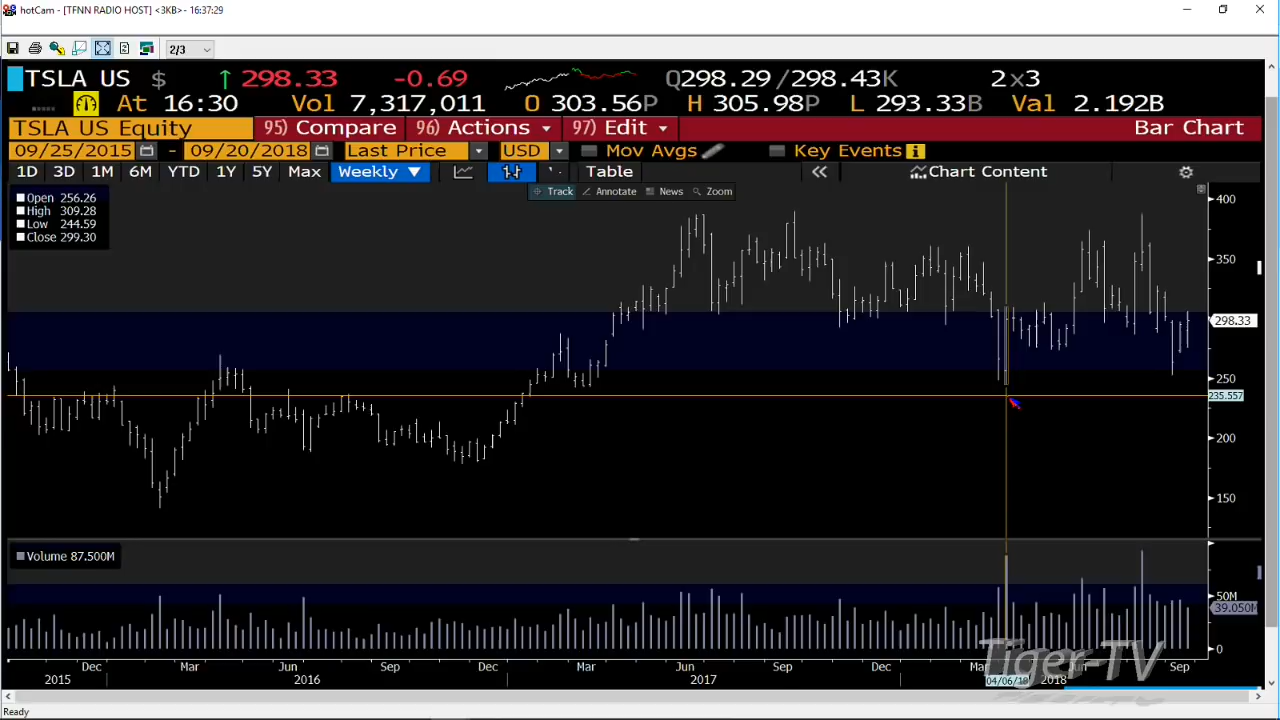 hotCam - [TFNN RADIO HOST] <3KB> - 16:37:29
2/3
TSLA US $ ↑ 298.33 -0.69 Q298.29 /298.43K 2x3
At 16:30 Vol 7,317,011 O 303.56P H 305.98P L 293.33B Val 2.192B
TSLA US Equity 95) Compare 96) Actions 97) Edit Bar Chart
09/25/2015 - 09/20/2018 Last Price USD Mov Avgs Key Events
1D 3D 1M 6M YTD 1Y 5Y Max Weekly ▼ Table « Chart Content
Track Annotate News Zoom
Open 256.26
High 309.28
Low 244.59
Close 299.30
400
350
298.33
250
235.557
200
150
Volume 87.500M
50M
39.050M
0
Dec Mar Jun Sep Dec Mar Jun Sep Dec Mar Jun Sep
2015 2016 2017 04/06/18 2018
Tiger-TV
Ready